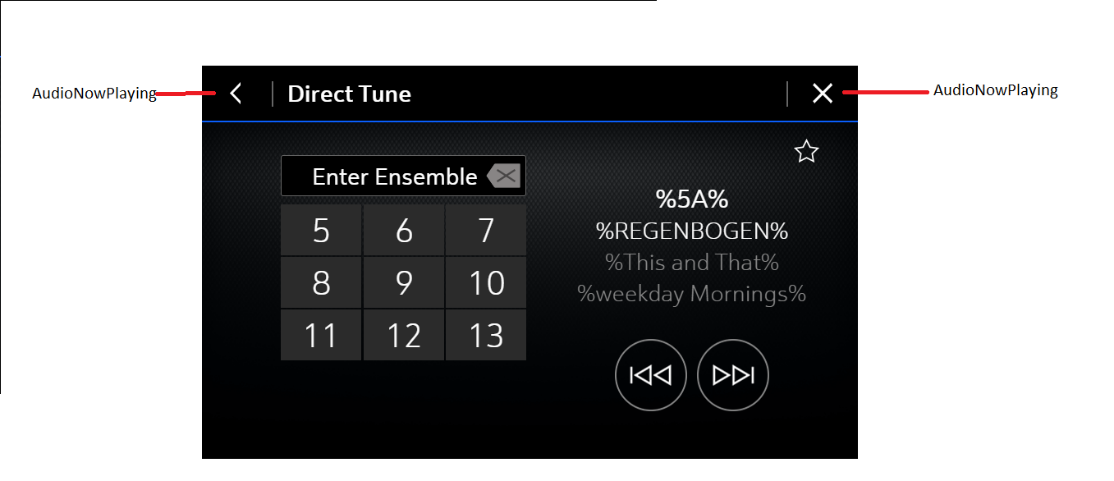 AudioNowPlaying
Direct Tune
AudioNowPlaying
Enter Ensemble
5 6 7
8 9 10
11 12 13
%5A%
%REGENBOGEN%
%This and That%
%weekday Mornings%